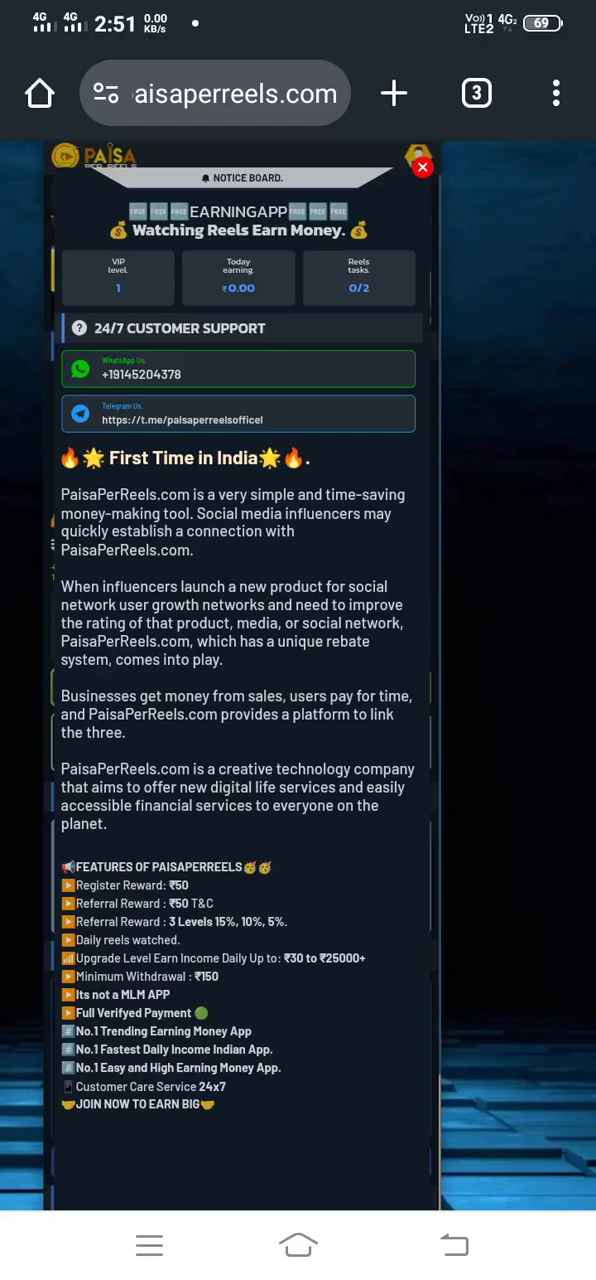 4G 4G 2:51 0.00 KB/s Vo)) 1 LTE2 4G2 69
aisaperreels.com 3
PAiSA
PER REELS
NOTICE BOARD.
🆓🆓🆓EARNINGAPP🆓🆓🆓
💰 Watching Reels Earn Money. 💰
VIP level. Today earning. Reels tasks.
1 ₹0.00 0/2
24/7 CUSTOMER SUPPORT
WhatsApp Us.
+19145204378
Telegram Us.
https://t.me/paisaperreelsofficel
🔥🌟 First Time in India🌟🔥.
PaisaPerReels.com is a very simple and time-saving
money-making tool. Social media influencers may
quickly establish a connection with
PaisaPerReels.com.
When influencers launch a new product for social
network user growth networks and need to improve
the rating of that product, media, or social network,
PaisaPerReels.com, which has a unique rebate
system, comes into play.
Businesses get money from sales, users pay for time,
and PaisaPerReels.com provides a platform to link
the three.
PaisaPerReels.com is a creative technology company
that aims to offer new digital life services and easily
accessible financial services to everyone on the
planet.
📢FEATURES OF PAISAPERREELS🥳🥳
▶️Register Reward: ₹50
▶️Referral Reward : ₹50 T&C
▶️Referral Reward : 3 Levels 15%, 10%, 5%.
▶️Daily reels watched.
📶Upgrade Level Earn Income Daily Up to: ₹30 to ₹25000+
▶️Minimum Withdrawal : ₹150
▶️Its not a MLM APP
▶️Full Verifyed Payment 🟢
#️⃣No.1 Trending Earning Money App
#️⃣No.1 Fastest Daily Income Indian App.
#️⃣No.1 Easy and High Earning Money App.
📱Customer Care Service 24x7
🤝JOIN NOW TO EARN BIG🤝